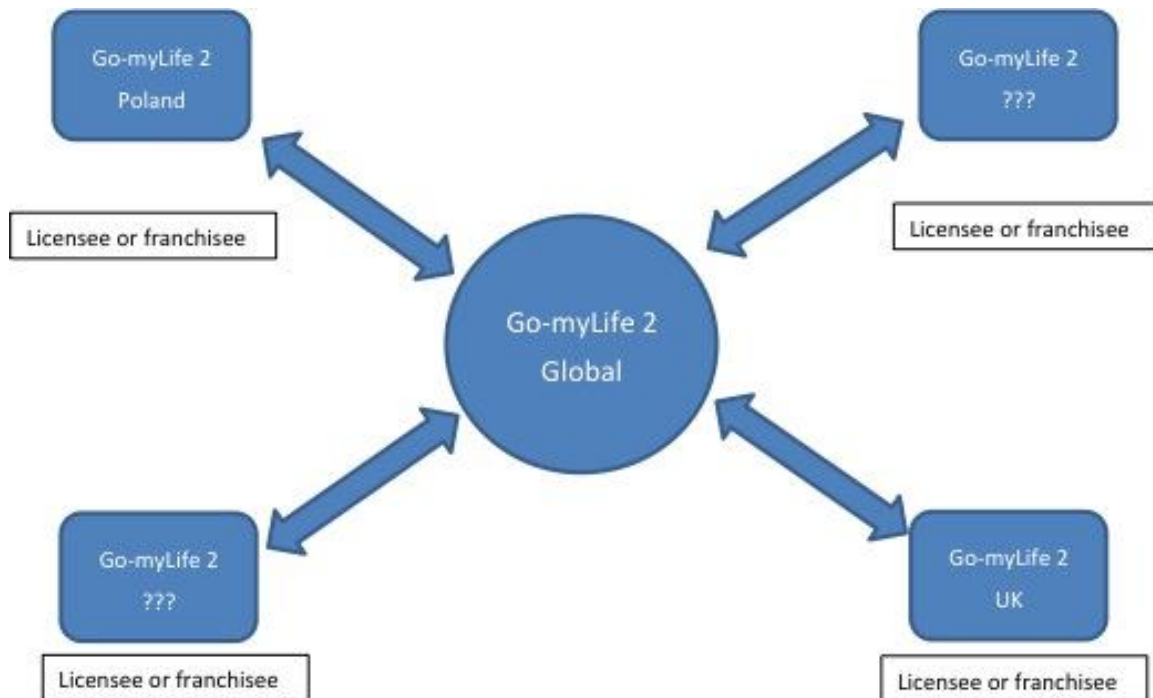 Go-myLife 2
Poland
Go-myLife 2
???
Licensee or franchisee
Licensee or franchisee
Go-myLife 2
Global
Go-myLife 2
???
Go-myLife 2
UK
Licensee or franchisee
Licensee or franchisee